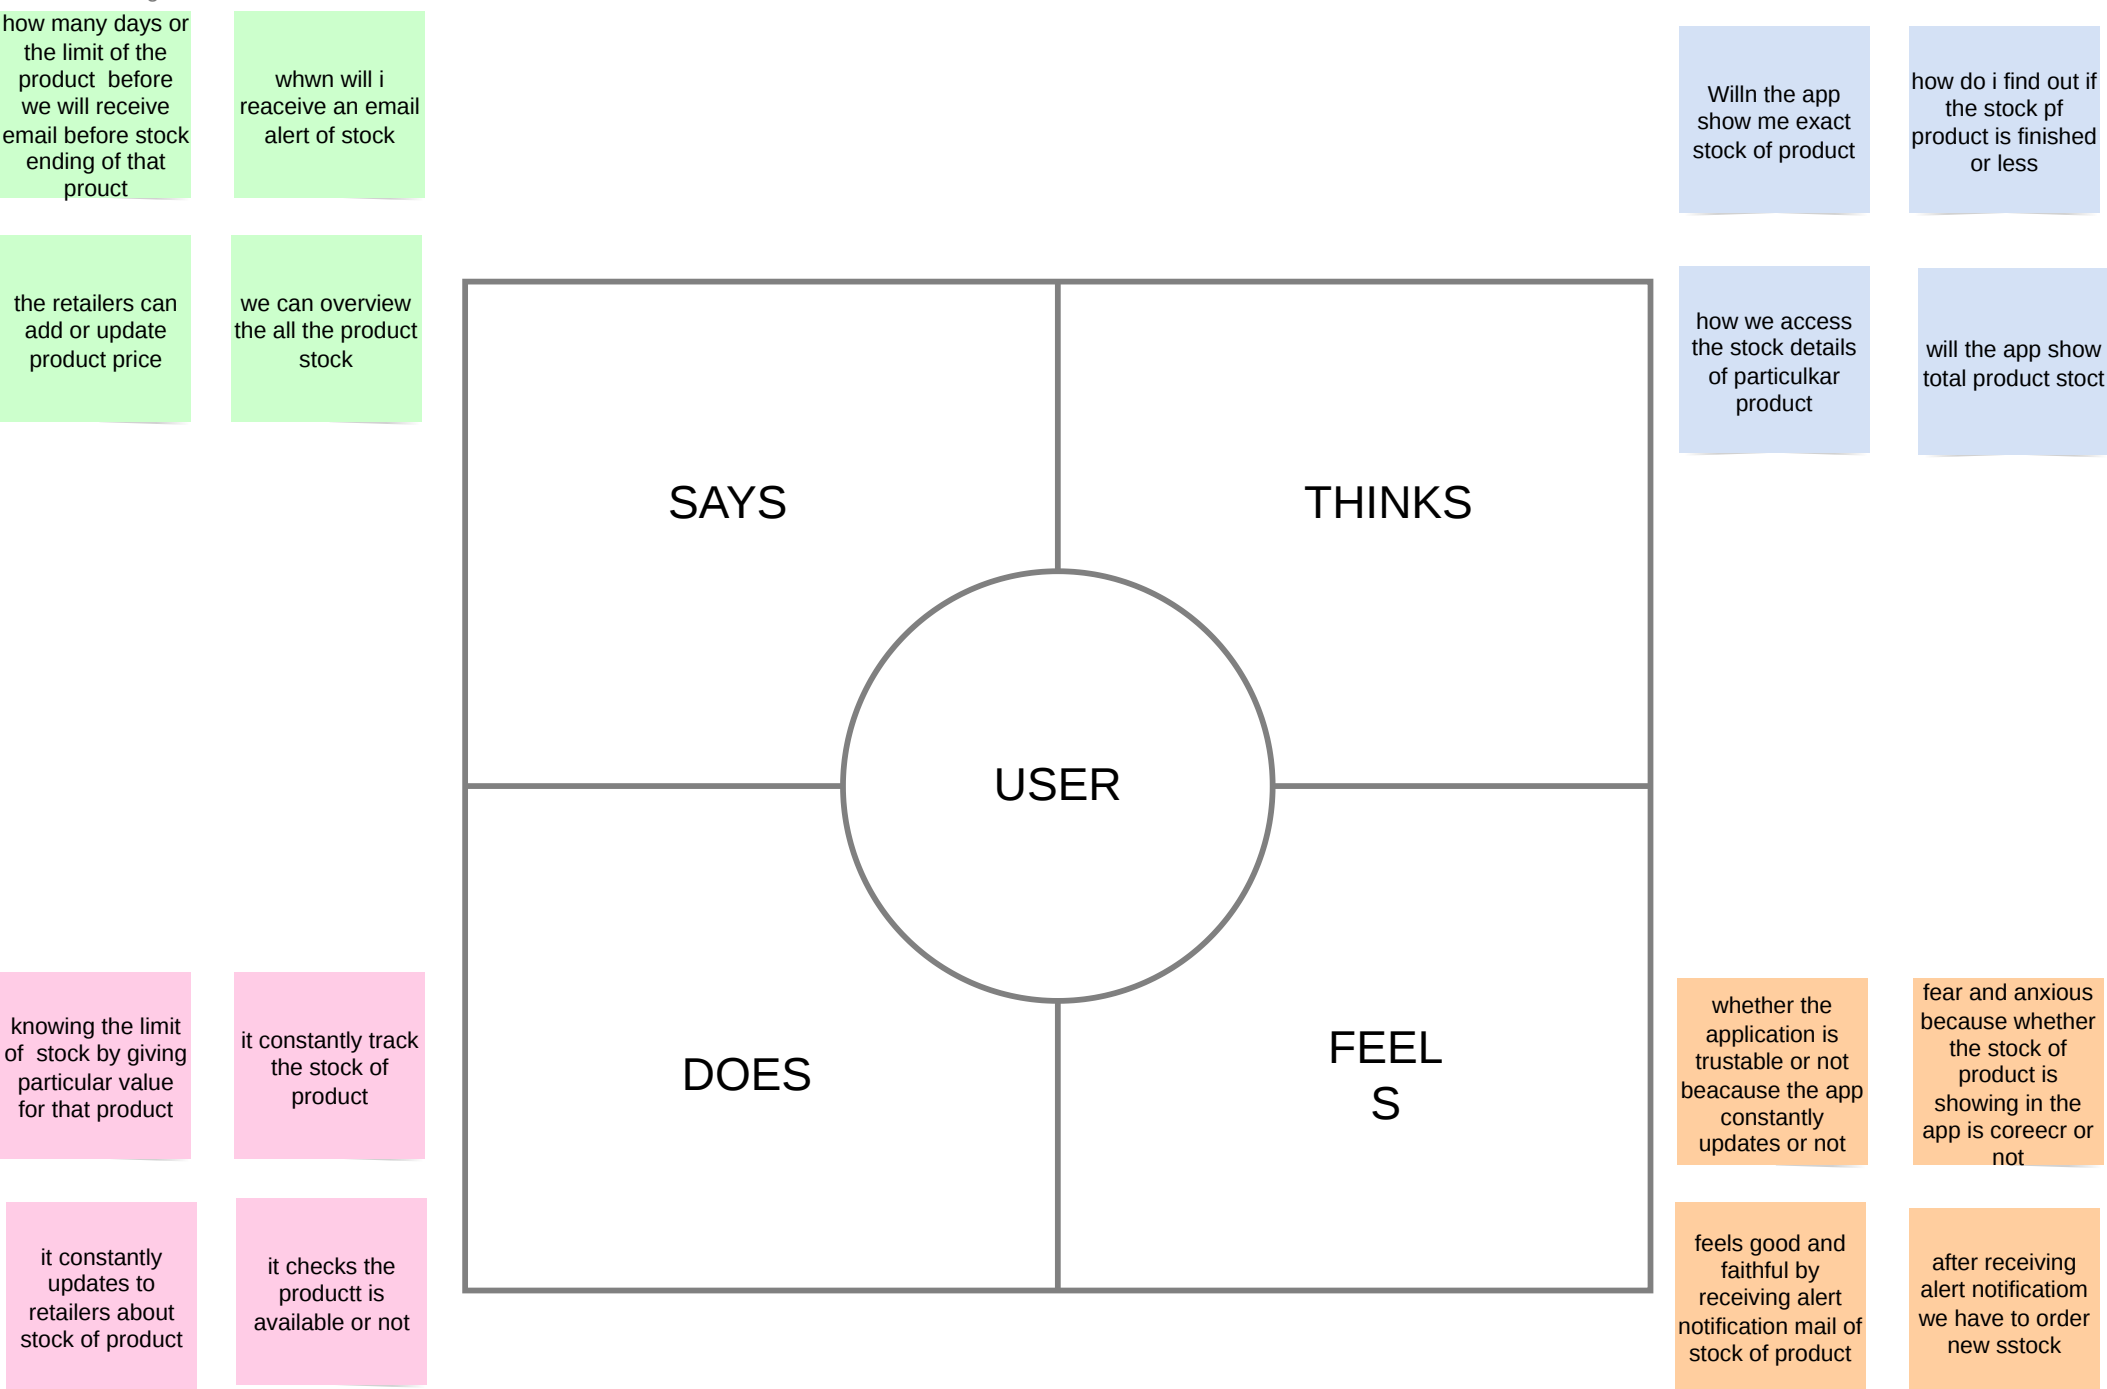 how many days or
the limit of the
product before
we will receive
email before stock
ending of that
prouct
whwn will i
reaceive an email
alert of stock
Willn the app
show me exact
stock of product
how do i find out if
the stock pf
product is finished
or less
the retailers can
add or update
product price
we can overview
the all the product
stock
how we access
the stock details
of particulkar
product
will the app show
total product stoct
SAYS
THINKS
USER
DOES
FEEL
S
knowing the limit
of stock by giving
particular value
for that product
it constantly track
the stock of
product
whether the
application is
trustable or not
beacause the app
constantly
updates or not
fear and anxious
because whether
the stock of
product is
showing in the
app is coreecr or
not
it constantly
updates to
retailers about
stock of product
it checks the
productt is
available or not
feels good and
faithful by
receiving alert
notification mail of
stock of product
after receiving
alert notificatiom
we have to order
new sstock